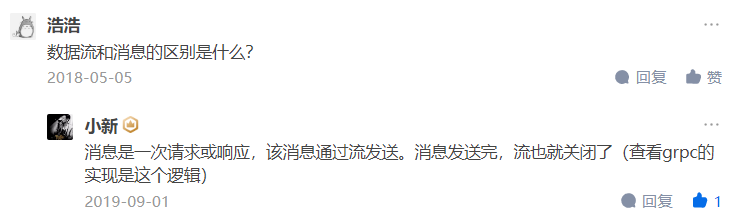 浩浩
数据流和消息的区别是什么?
2018-05-05
回复 赞
小新
消息是一次请求或响应，该消息通过流发送。消息发送完，流也就关闭了（查看grpc的
实现是这个逻辑）
2019-09-01
回复 1